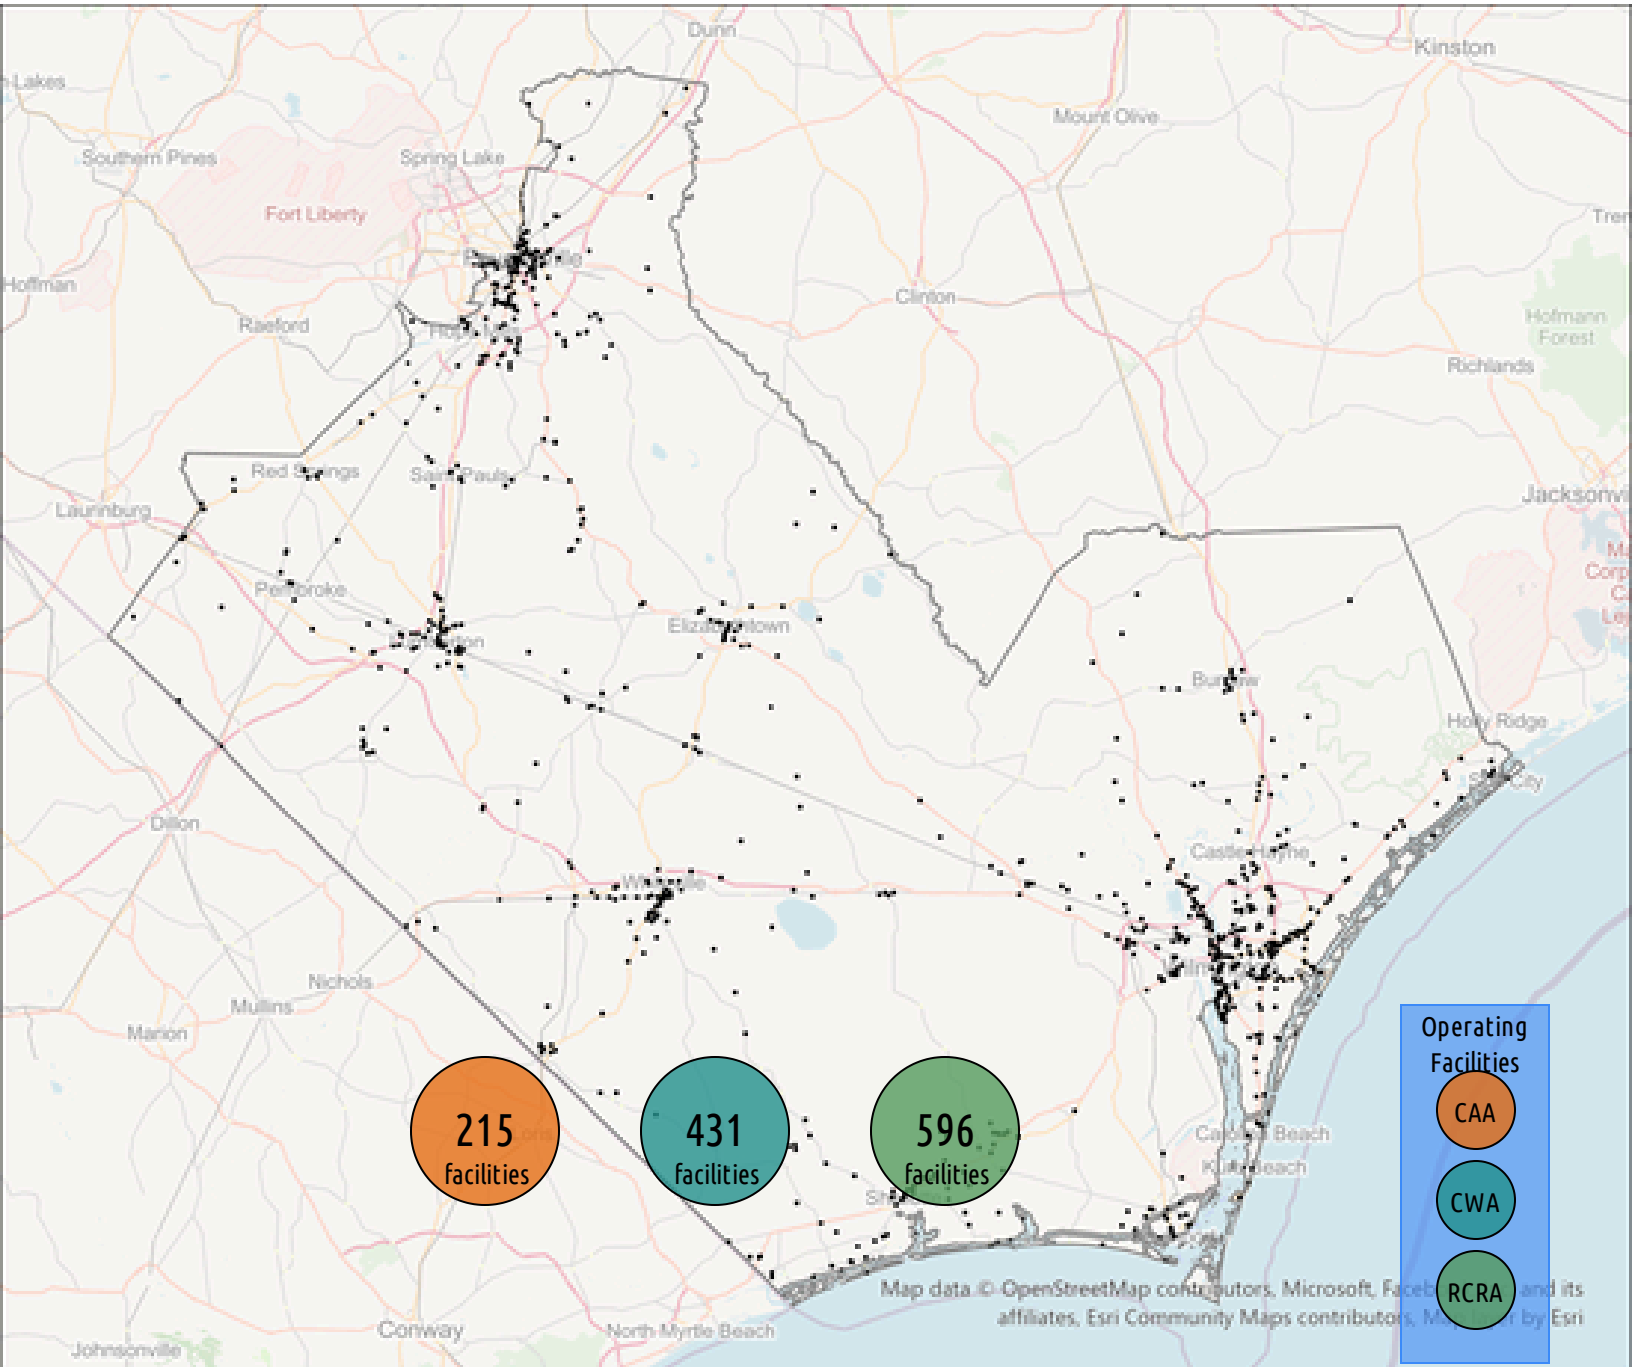 Dunn
Kinston
Lakes
Mount Olive
Southern Pines
Spring Lake
Fort Liberty
Hoffman
Clinton
Raeford
Hofmann
Forest
Richlands
Red Springs
Saint Pauls
Laurinburg
Pembroke
Elizabethtown
Burgaw
Holly Ridge
City
Dillon
Castle Hayne
Whiteville
Nichols
Mullins
Marion
Wilmington
Operating
Facilities
CAA
CWA
RCRA
215
facilities
431
facilities
596
facilities
Loris
Carolina Beach
Kure Beach
Map data © OpenStreetMap contributors, Microsoft, and its
affiliates, Esri Community Maps contributors, Map layer by Esri
Conway
North Myrtle Beach
Johnsonville